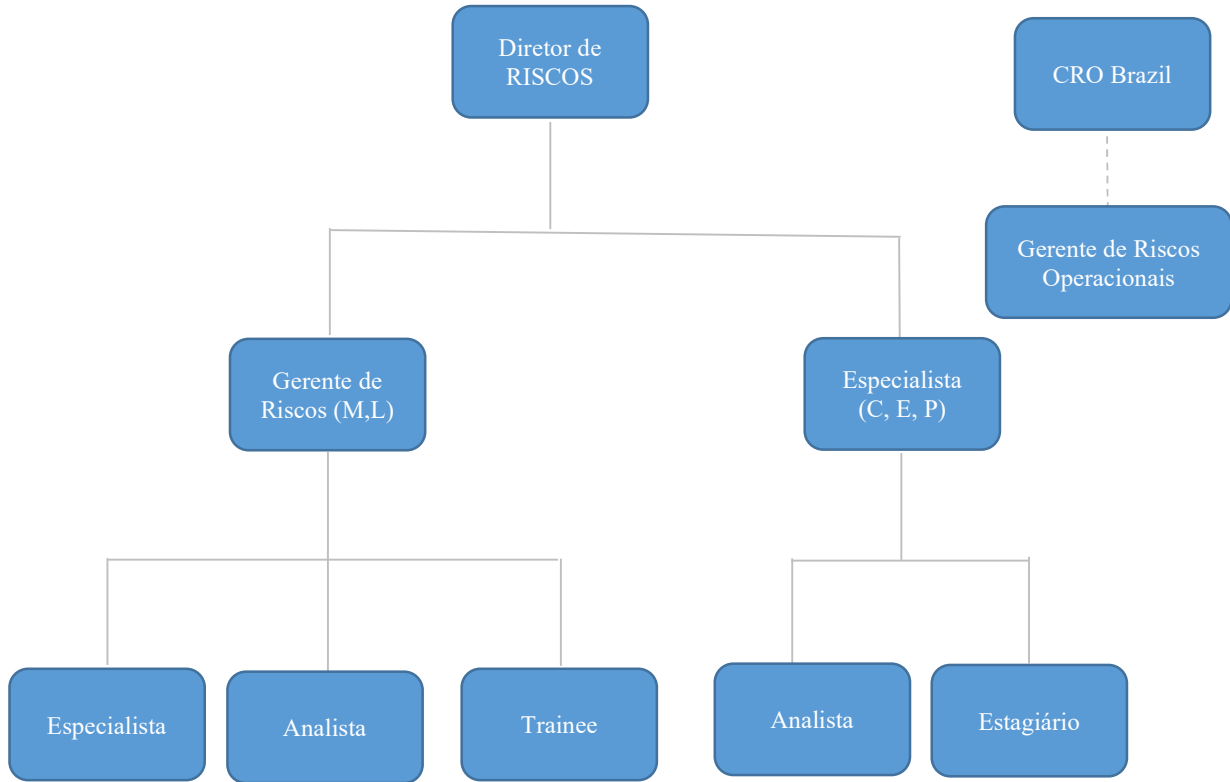 Diretor de
RISCOS
CRO Brazil
Gerente de Riscos
Operacionais
Gerente de
Riscos (M,L)
Especialista
(C, E, P)
Especialista
Analista
Trainee
Analista
Estagiário